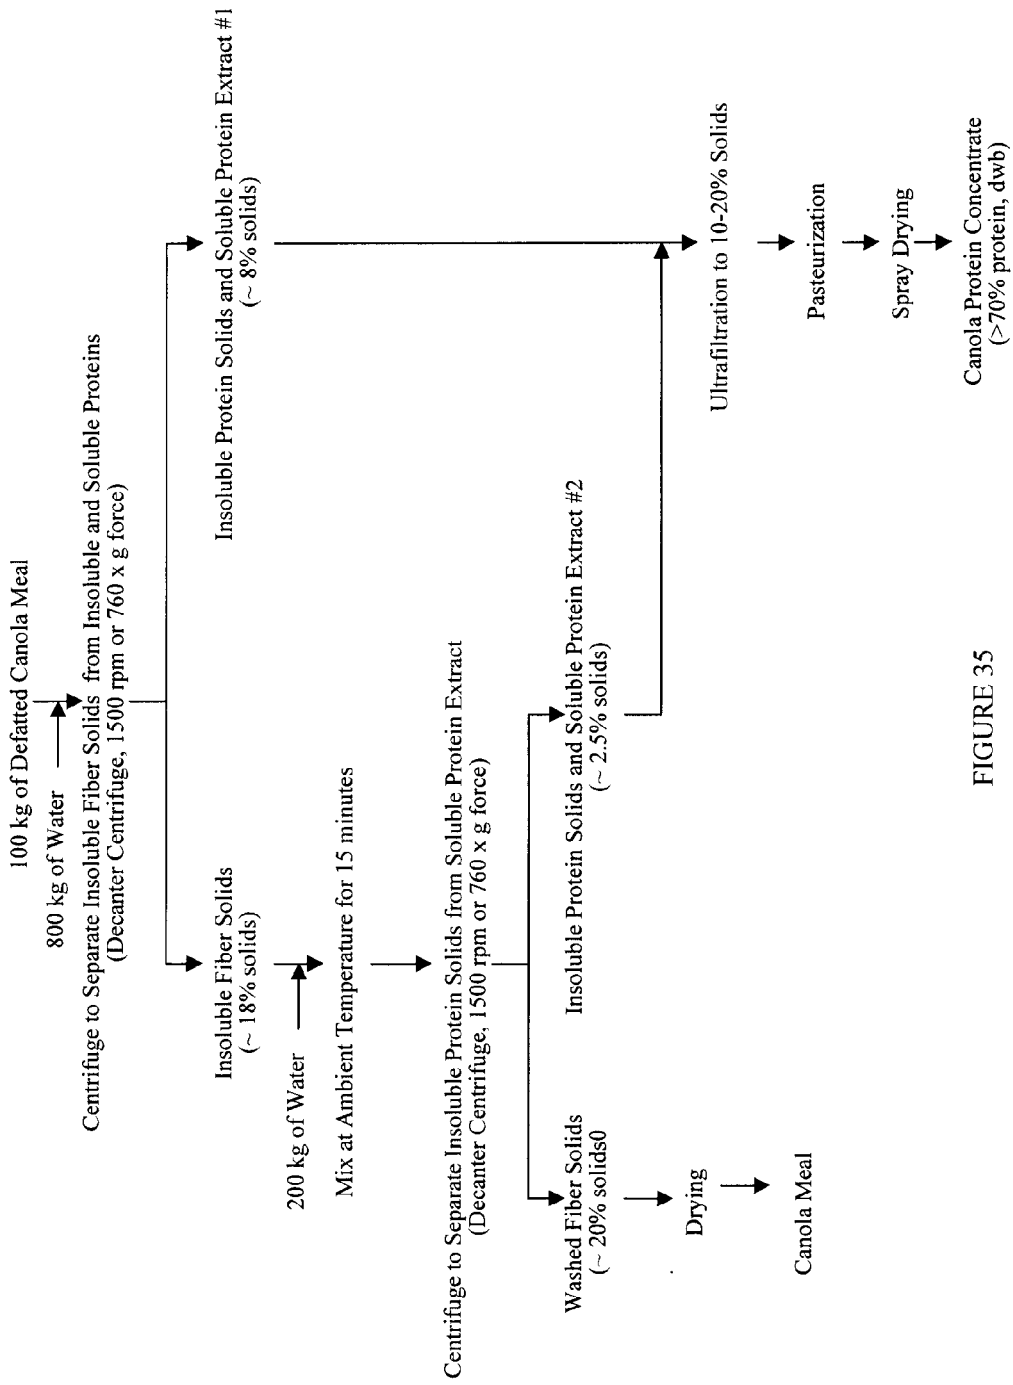 100 kg of Defatted Canola Meal
800 kg of Water
Centrifuge to Separate Insoluble Fiber Solids from Insoluble and Soluble Proteins
(Decanter Centrifuge, 1500 rpm or 760 x g force)
Insoluble Fiber Solids
(~ 18% solids)
Insoluble Protein Solids and Soluble Protein Extract #1
(~ 8% solids)
200 kg of Water
Mix at Ambient Temperature for 15 minutes
Centrifuge to Separate Insoluble Protein Solids from Soluble Protein Extract
(Decanter Centrifuge, 1500 rpm or 760 x g force)
Washed Fiber Solids
(~ 20% solids0
Insoluble Protein Solids and Soluble Protein Extract #2
(~ 2.5% solids)
Drying
Canola Meal
Ultrafiltration to 10-20% Solids
Pasteurization
Spray Drying
Canola Protein Concentrate
(>70% protein, dwb)
FIGURE 35